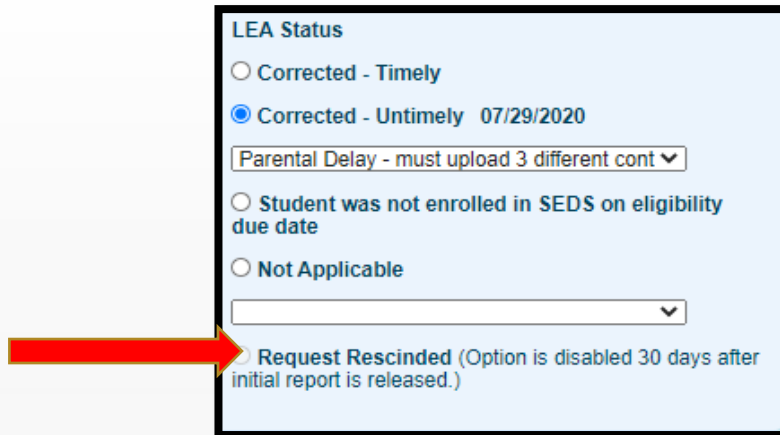 LEA Status
Corrected - Timely
Corrected - Untimely 07/29/2020
Parental Delay - must upload 3 different cont
Student was not enrolled in SEDS on eligibility
due date
Not Applicable
Request Rescinded (Option is disabled 30 days after
initial report is released.)